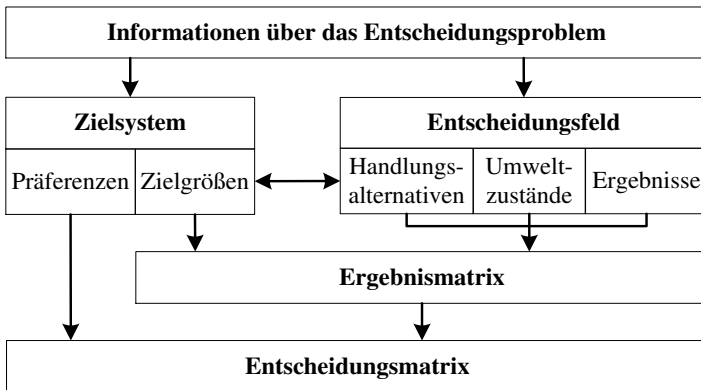 Informationen über das Entscheidungsproblem
Zielsystem
Entscheidungsfeld
Präferenzen
Zielgrößen
Handlungs-
alternativen
Umwelt-
zustände
Ergebnisse
Ergebnismatrix
Entscheidungsmatrix